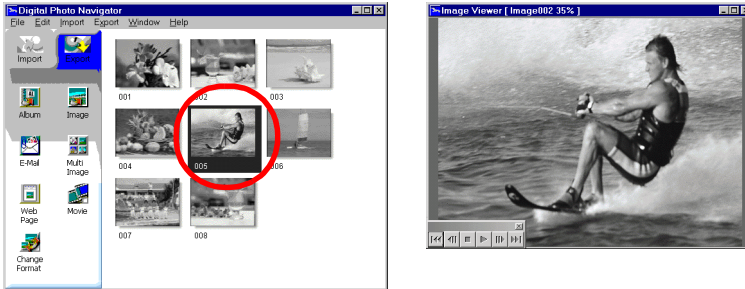 Digital Photo Navigator
File Edit Import Export Window Help
Import Export
001 002 003
Album Image
004 005 006
E-Mail Multi Image
Web Page Movie
007 008
Change Format
Image Viewer [ Image002 35% ]